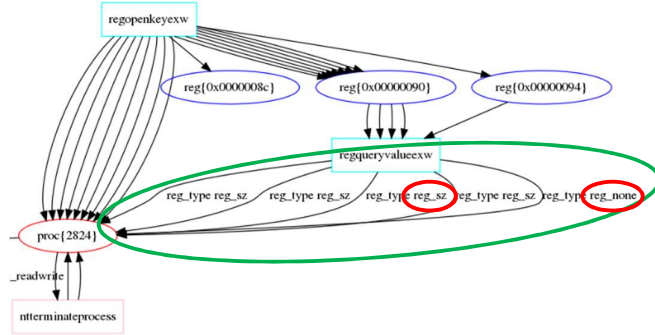 regopenkeyexw
reg{0x0000008c} reg{0x00000090} reg{0x00000094}
regqueryvalueexw
reg_type reg_sz reg_type reg_sz reg_type reg_sz reg_type reg_sz reg_type reg_none
proc{2824}
_readwrite
ntterminateprocess